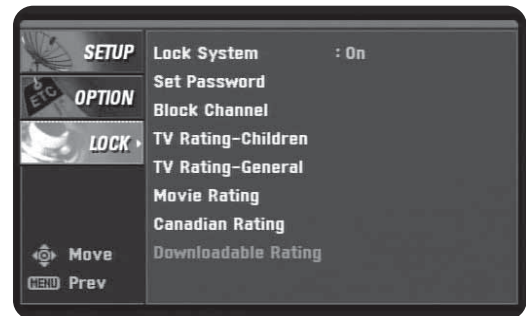 SETUP
ETC
OPTION
LOCK
Lock System : On
Set Password
Block Channel
TV Rating-Children
TV Rating-General
Movie Rating
Canadian Rating
Downloadable Rating
Move
MENU Prev